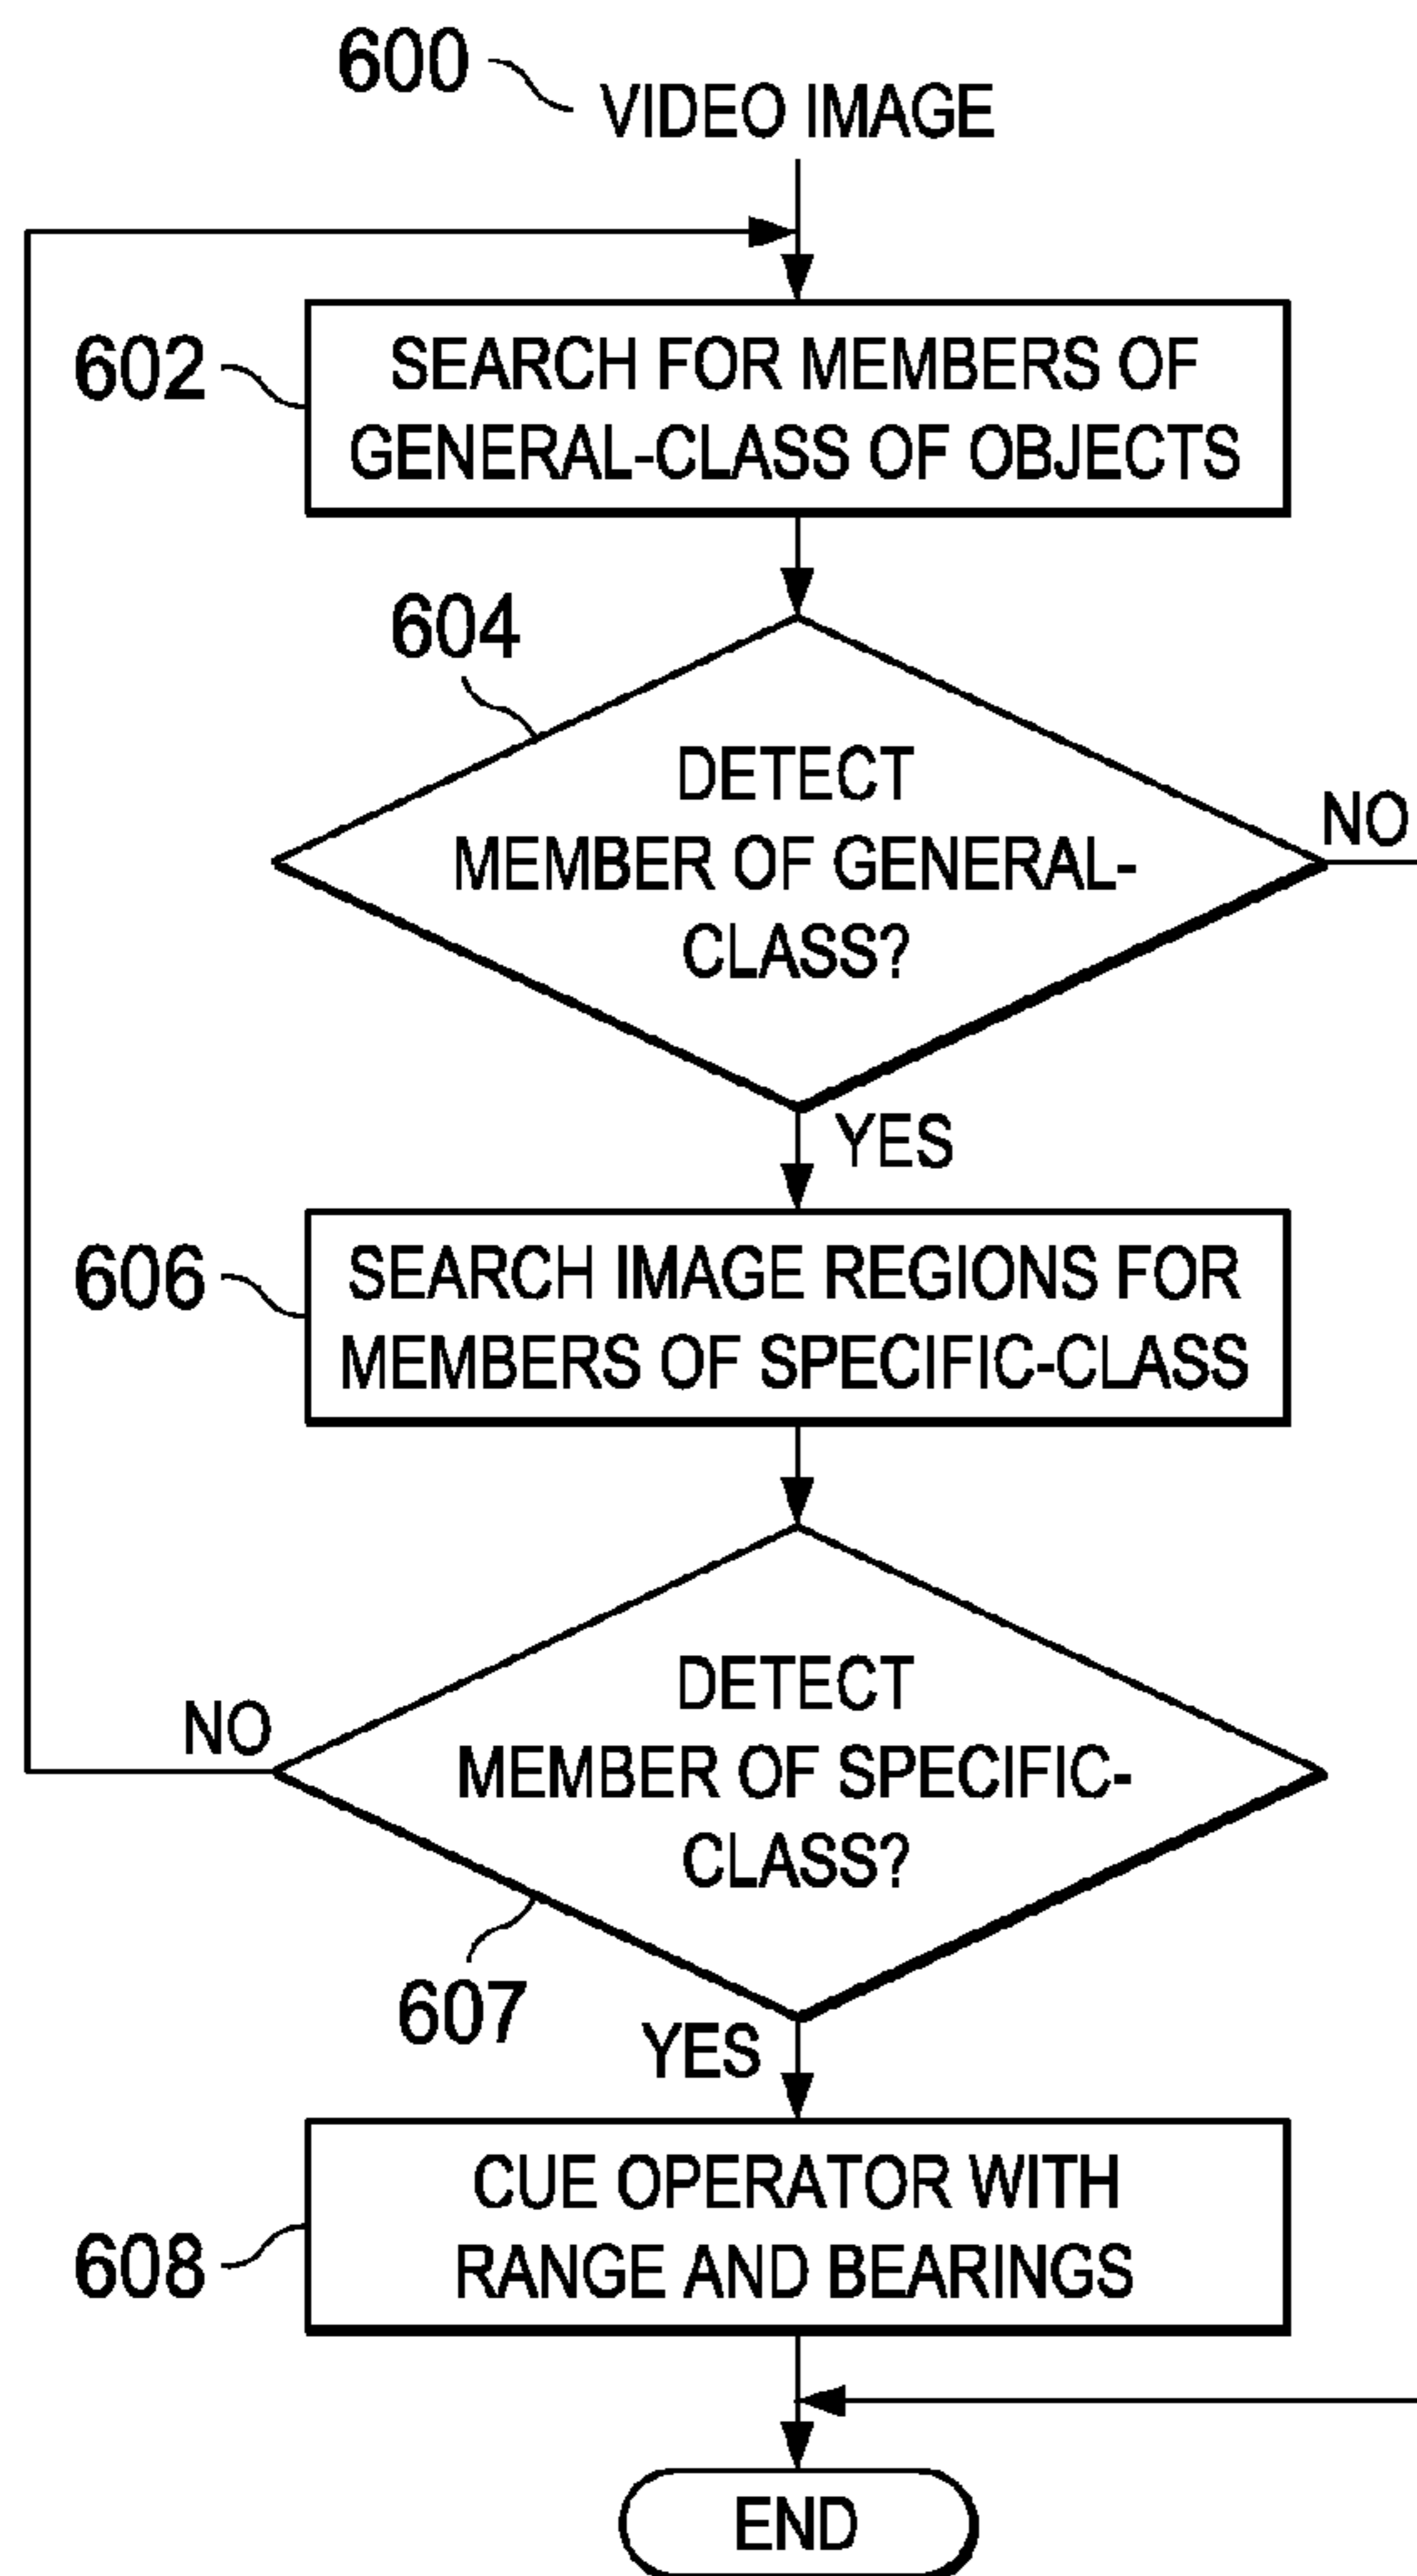 600
VIDEO IMAGE
602
SEARCH FOR MEMBERS OF
GENERAL-CLASS OF OBJECTS
604
DETECT
MEMBER OF GENERAL-
CLASS?
NO
YES
606
SEARCH IMAGE REGIONS FOR
MEMBERS OF SPECIFIC-CLASS
DETECT
MEMBER OF SPECIFIC-
CLASS?
NO
607
YES
608
CUE OPERATOR WITH
RANGE AND BEARINGS
END